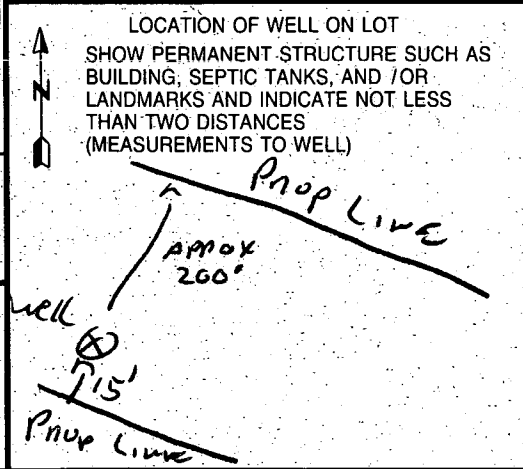 LOCATION OF WELL ON LOT
N
SHOW PERMANENT STRUCTURE SUCH AS
BUILDING, SEPTIC TANKS, AND / OR
LANDMARKS AND INDICATE NOT LESS
THAN TWO DISTANCES
(MEASUREMENTS TO WELL)
Prop Line
APPROX
200'
well
15'
Prop Line